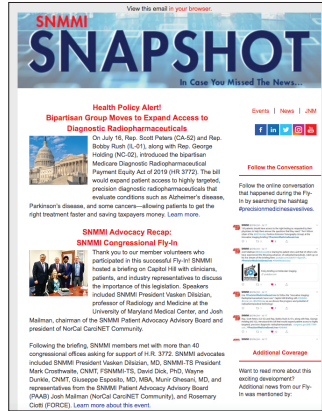 View this email in your browser.
SNMMI
SNAPSHOT
In Case You Missed The News...
Health Policy Alert!
Bipartisan Group Moves to Expand Access to
Diagnostic Radiopharmaceuticals
On July 16, Rep. Scott Peters (CA-52) and Rep.
Bobby Rush (IL-01), along with Rep. George
Holding (NC-02), introduced the bipartisan
Medicare Diagnostic Radiopharmaceutical
Payment Equity Act of 2019 (HR 3772). The bill
would expand patient access to highly targeted,
precision diagnostic radiopharmaceuticals that
evaluate conditions such as Alzheimer's disease,
Parkinson's disease, and some cancers—allowing patients to get the
right treatment faster and saving taxpayers money. Learn more.
SNMMI Advocacy Recap:
SNMMI Congressional Fly-In
Thank you to our member volunteers who
participated in this successful Fly-In! SNMMI
hosted a briefing on Capitol Hill with clinicians,
patients, and industry representatives to discuss
the importance of this legislation. Speakers
included SNMMI President Vasken Dilsizian,
professor of Radiology and Medicine at the
University of Maryland Medical Center, and Josh
Mailman, chairman of the SNMMI Patient Advocacy Advisory Board and
president of NorCal CarciNET Community.
Following the briefing, SNMMI members met with more than 40
congressional offices asking for support of H.R. 3772. SNMMI advocates
included SNMMI President Vasken Dilsizian, MD, SNMMI-TS President
Mark Crosthwaite, CNMT, FSNMMI-TS, David Dick, PhD, Wayne
Dunkle, CNMT, Giuseppe Esposito, MD, MBA, Munir Ghesani, MD, and
representatives from the SNMMI Patient Advocacy Advisory Board
(PAAB) Josh Mailman (NorCal CarciNET Community), and Rosemary
Ciotti (FORCE). Learn more about this event.
Events | News | JNM
Follow the Conversation
Follow the online conversation
that happened during the Fly-
In by searching the hashtag
#precisionmedicinesaveslives.
Additional Coverage
Want to read more about this
exciting development?
Additional news from our Fly-
In was mentioned by: